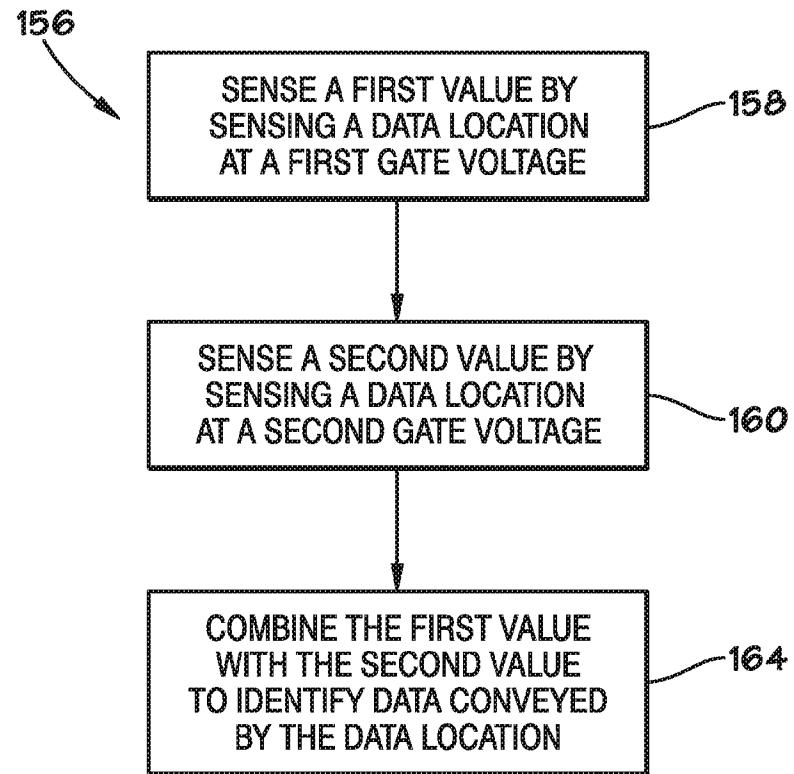 156
SENSE A FIRST VALUE BY
SENSING A DATA LOCATION
AT A FIRST GATE VOLTAGE
158
SENSE A SECOND VALUE BY
SENSING A DATA LOCATION
AT A SECOND GATE VOLTAGE
160
COMBINE THE FIRST VALUE
WITH THE SECOND VALUE
TO IDENTIFY DATA CONVEYED
BY THE DATA LOCATION
164